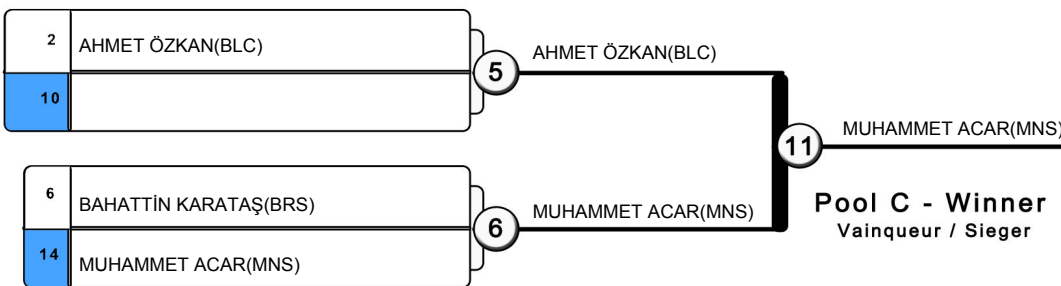 2
AHMET ÖZKAN(BLC)
10
5
AHMET ÖZKAN(BLC)
11
MUHAMMET ACAR(MNS)
6
BAHATTİN KARATAŞ(BRS)
14
MUHAMMET ACAR(MNS)
6
MUHAMMET ACAR(MNS)
Pool C - Winner
Vainqueur / Sieger